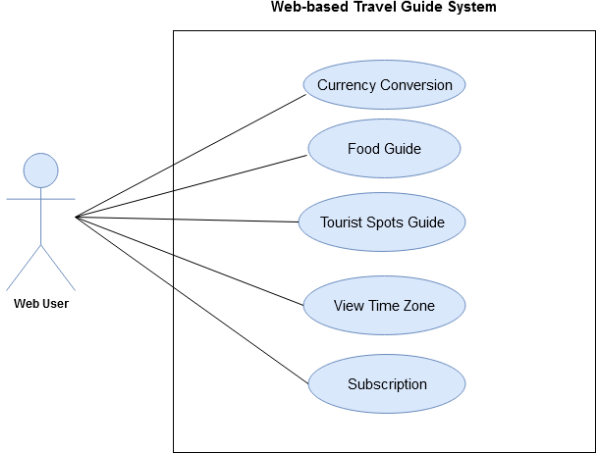 Web-based Travel Guide System
Currency Conversion
Food Guide
Tourist Spots Guide
View Time Zone
Web User
Subscription